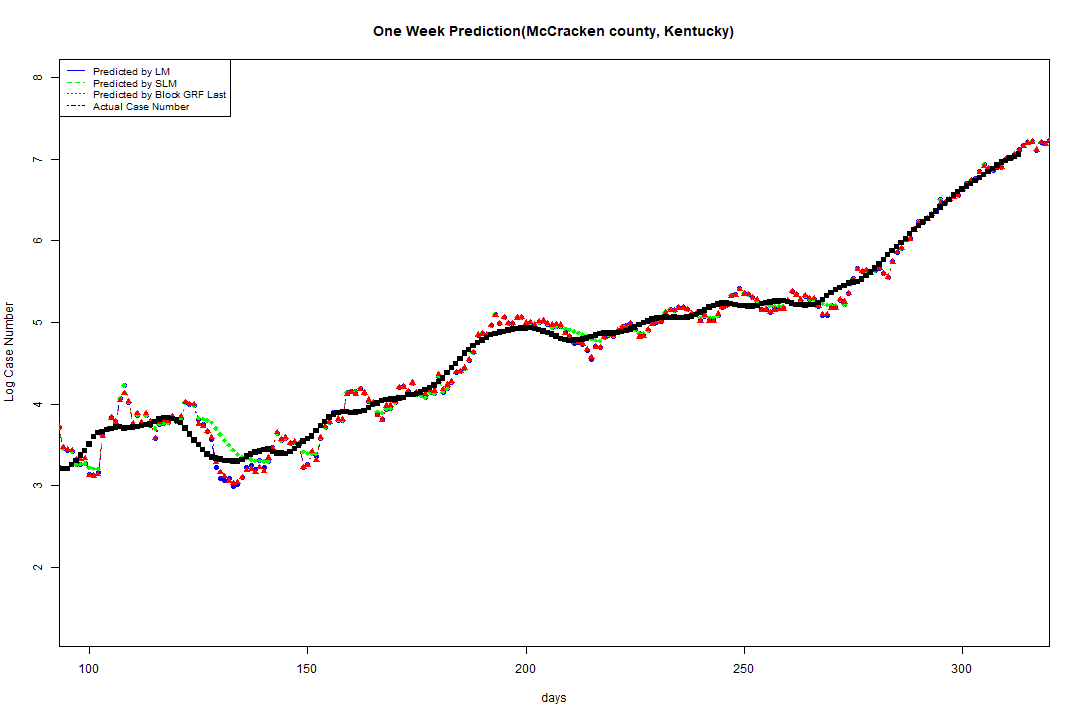 One Week Prediction(McCracken county, Kentucky)
Predicted by LM
Predicted by SLM
Predicted by Block GRF Last
Actual Case Number
8
7
6
5
4
3
2
Log Case Number
100 150 200 250 300
days